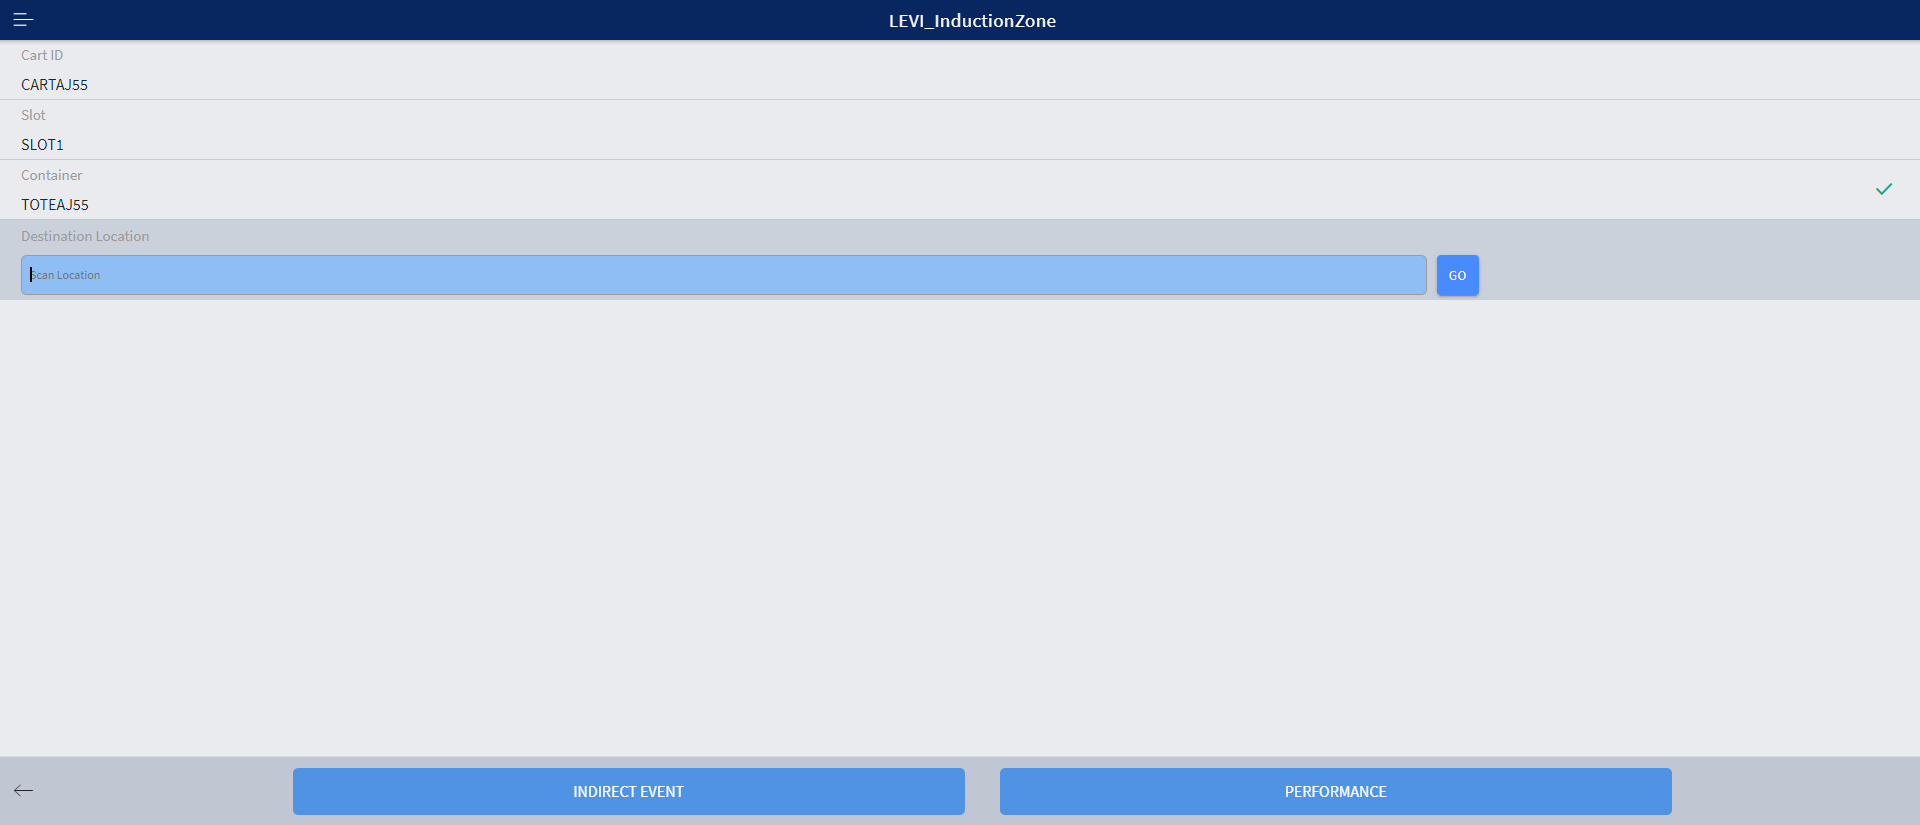 LEVI_InductionZone
Cart ID
CARTAJ55
Slot
SLOT1
Container
TOTEAJ55
Destination Location
Scan Location
GO
INDIRECT EVENT
PERFORMANCE